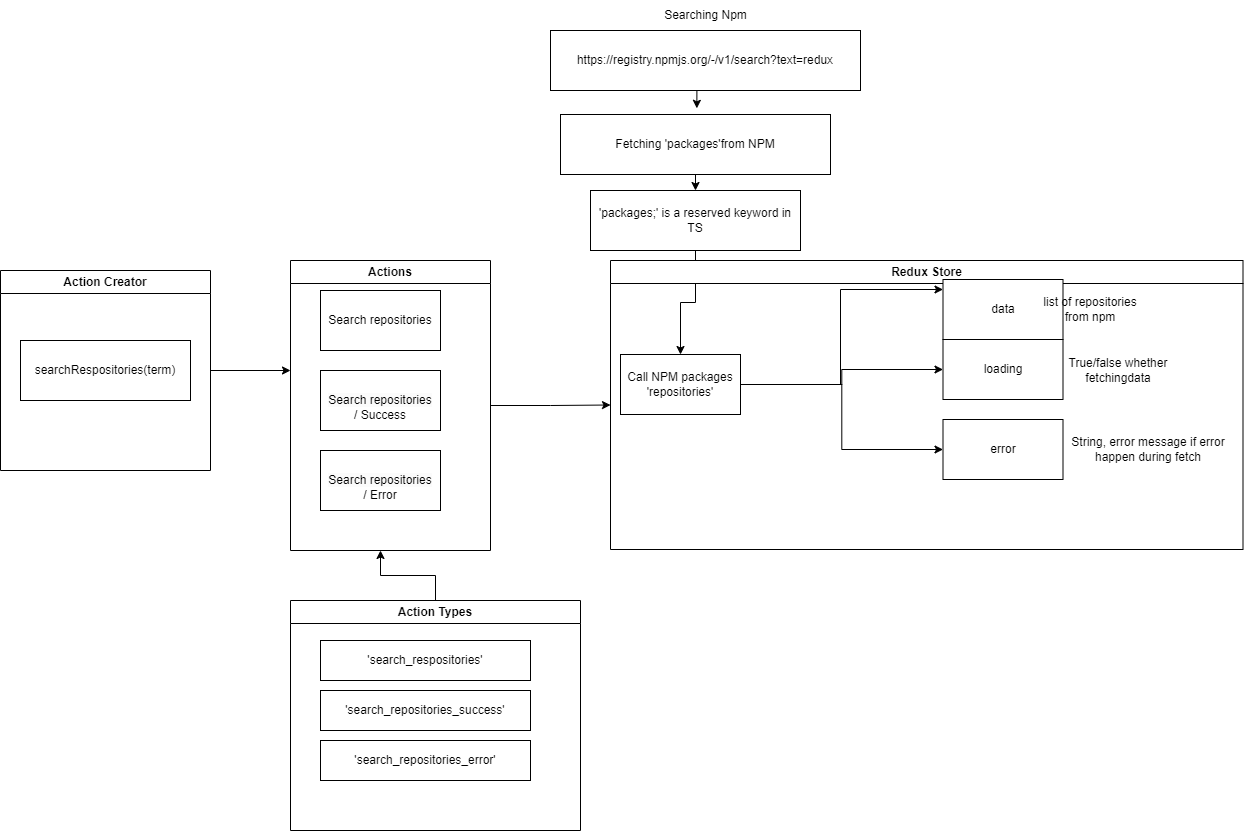 Searching Npm
https://registry.npmjs.org/-/v1/search?text=redux
Fetching 'packages'from NPM
'packages;' is a reserved keyword in
TS
Action Creator
searchRespositories(term)
Actions
Search repositories
Search repositories
/ Success
Search repositories
/ Error
Redux Store
Call NPM packages
'repositories'
data
list of repositories
from npm
loading
True/false whether
fetchingdata
error
String, error message if error
happen during fetch
Action Types
'search_respositories'
'search_repositories_success'
'search_repositories_error'